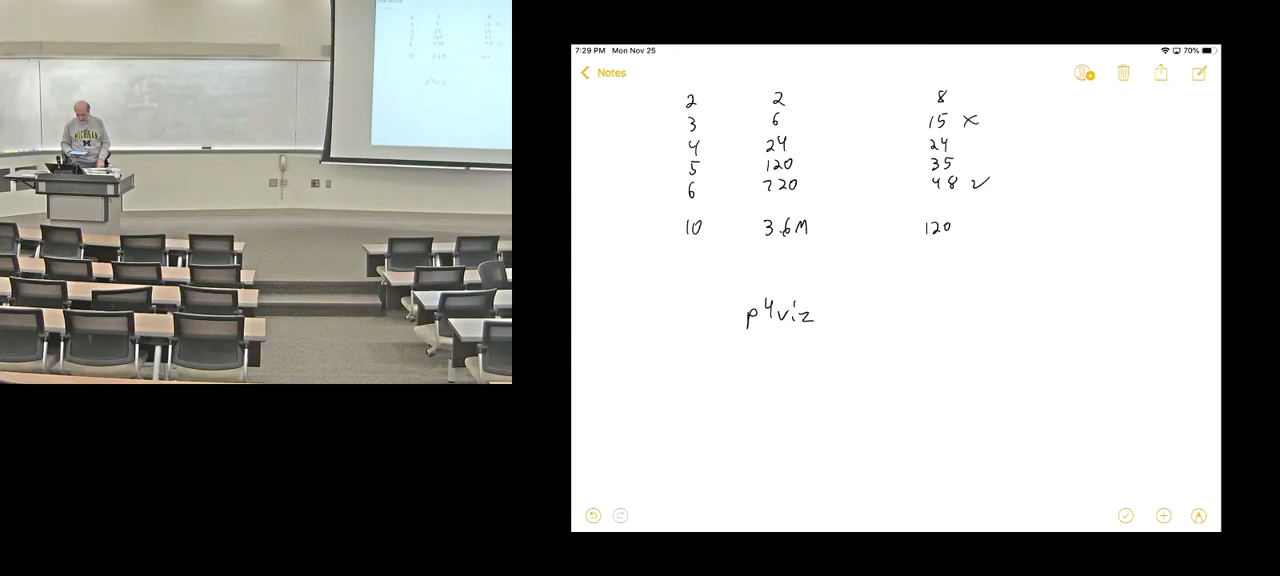 7:29 PM Mon Nov 25
70%
Notes
2 2 8
3 6 15 ×
4 24 24
5 120 35
6 720 48 ✓
10 3.6M 120
p4viz
MICHIGAN
M